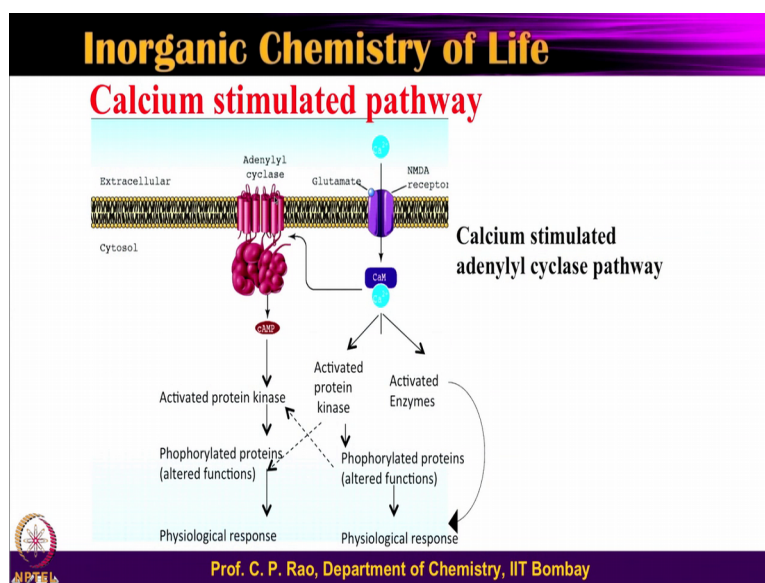 Inorganic Chemistry of Life
Calcium stimulated pathway
Adenylyl
cyclase
Extracellular
Glutamate
NMDA
receptor
Cytosol
Calcium stimulated
adenylyl cyclase pathway
CaM
cAMP
Activated protein kinase
Activated
protein
kinase
Activated
Enzymes
Phophorylated proteins
(altered functions)
Phophorylated proteins
(altered functions)
Physiological response
Physiological response
NPTEL
Prof. C. P. Rao, Department of Chemistry, IIT Bombay